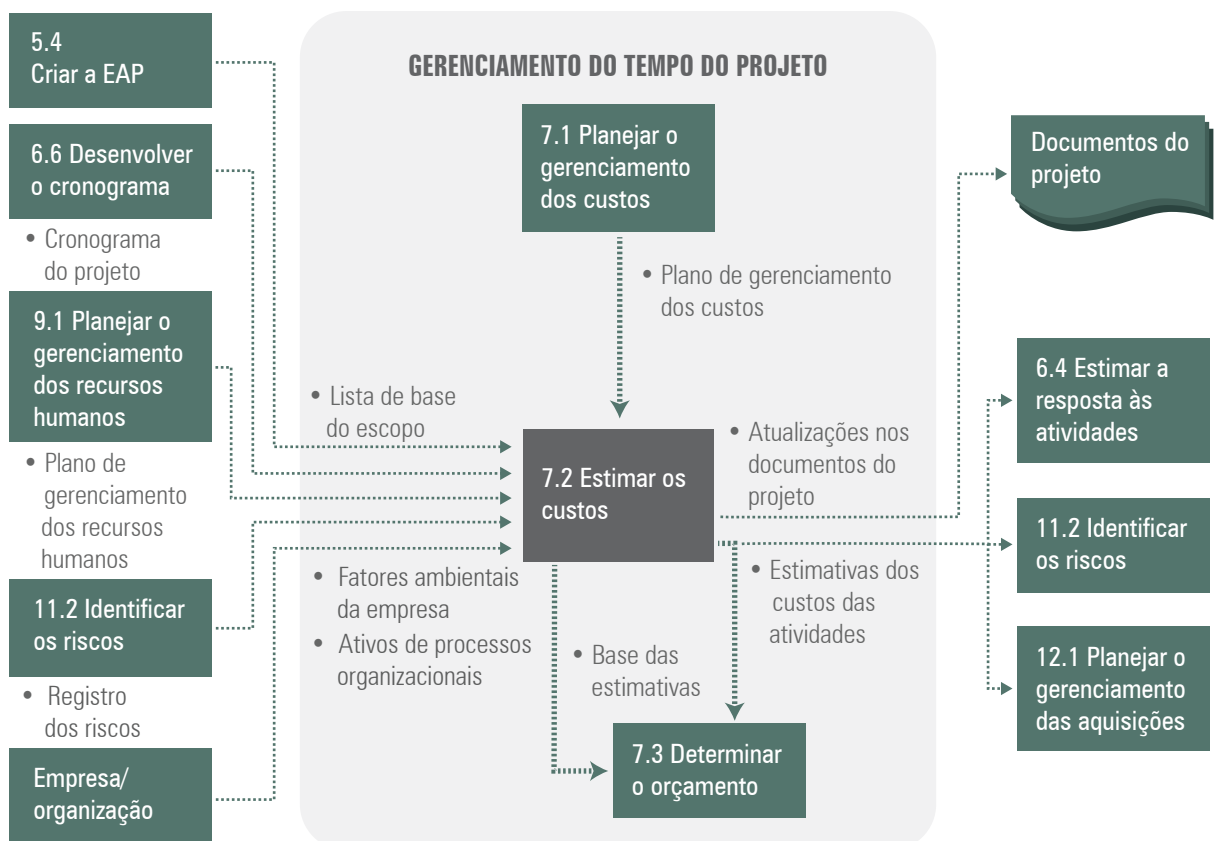 5.4
Criar a EAP
6.6 Desenvolver
o cronograma
• Cronograma
do projeto
9.1 Planejar o
gerenciamento
dos recursos
humanos
• Plano de
gerenciamento
dos recursos
humanos
11.2 Identificar
os riscos
• Registro
dos riscos
Empresa/
organização
GERENCIAMENTO DO TEMPO DO PROJETO
7.1 Planejar o
gerenciamento
dos custos
• Plano de gerenciamento
dos custos
• Lista de base
do escopo
7.2 Estimar os
custos
• Fatores ambientais
da empresa
• Ativos de processos
organizacionais
• Atualizações nos
documentos do
projeto
• Estimativas dos
custos das
atividades
• Base das
estimativas
7.3 Determinar
o orçamento
Documentos do
projeto
6.4 Estimar a
resposta às
atividades
11.2 Identificar
os riscos
12.1 Planejar o
gerenciamento
das aquisições